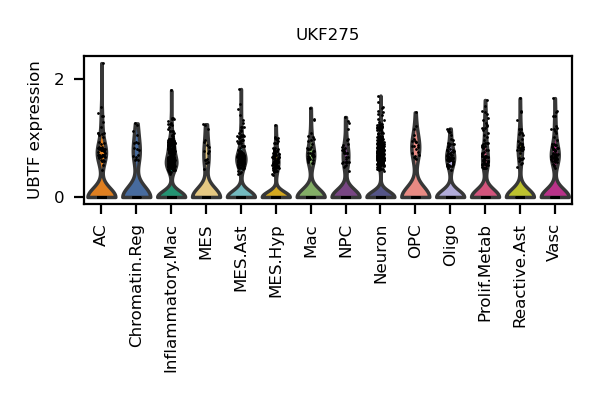 UKF275
UBTF expression
2
0
AC
Chromatin.Reg
Inflammatory.Mac
MES
MES.Ast
MES.Hyp
Mac
NPC
Neuron
OPC
Oligo
Prolif.Metab
Reactive.Ast
Vasc